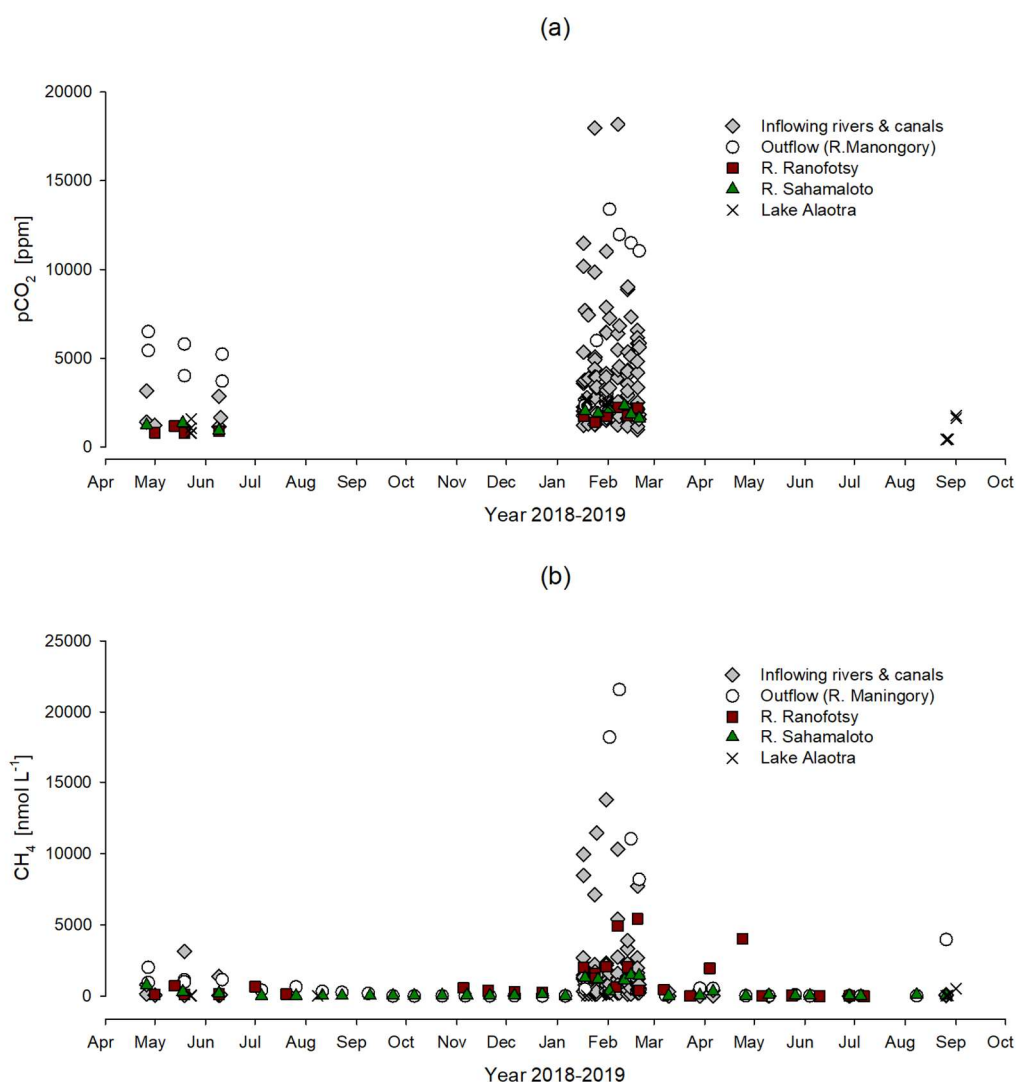 (a)
20000
15000
10000
5000
0
pCO₂ [ppm]
Inflowing rivers & canals
Outflow (R.Manongory)
R. Ranofotsy
R. Sahamaloto
Lake Alaotra
Apr May Jun Jul Aug Sep Oct Nov Dec Jan Feb Mar Apr May Jun Jul Aug Sep Oct
Year 2018-2019
(b)
25000
20000
15000
10000
5000
0
CH₄ [nmol L⁻¹]
Inflowing rivers & canals
Outflow (R. Maningory)
R. Ranofotsy
R. Sahamaloto
Lake Alaotra
Apr May Jun Jul Aug Sep Oct Nov Dec Jan Feb Mar Apr May Jun Jul Aug Sep Oct
Year 2018-2019